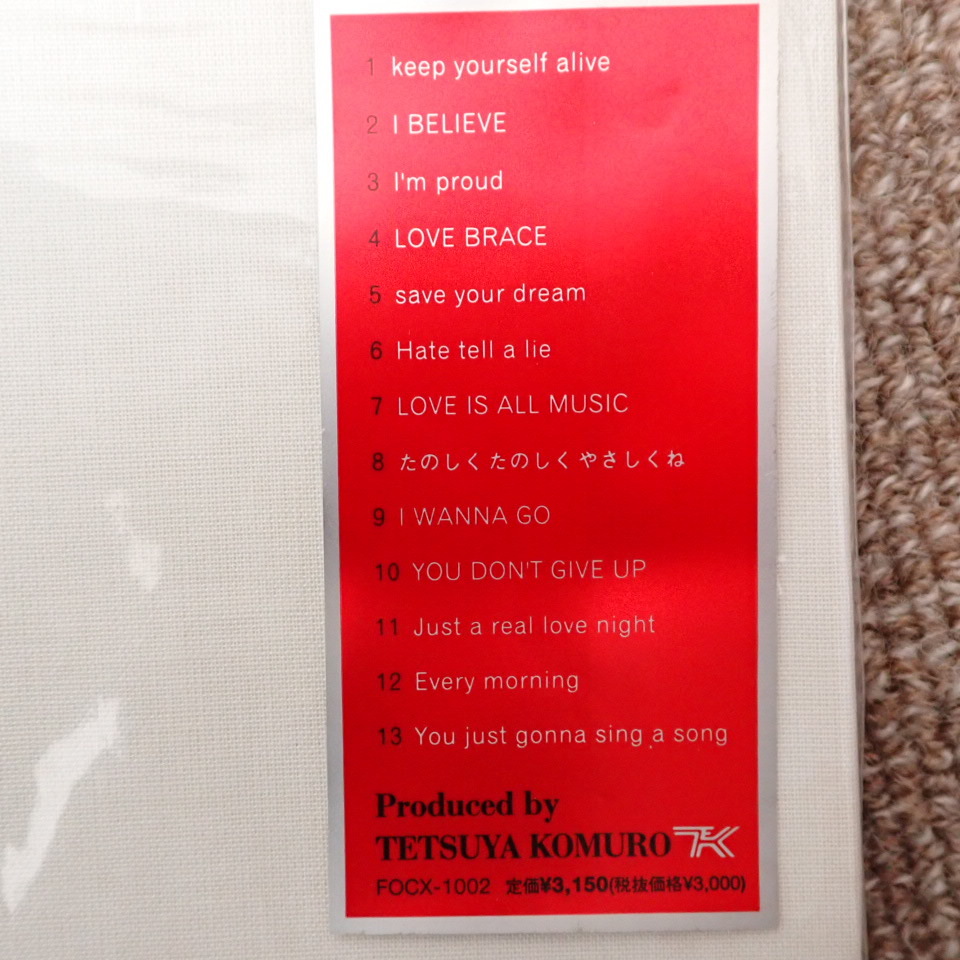 1 keep yourself alive
2 I BELIEVE
3 I'm proud
4 LOVE BRACE
5 save your dream
6 Hate tell a lie
7 LOVE IS ALL MUSIC
8 たのしく たのしく やさしくね
9 I WANNA GO
10 YOU DON'T GIVE UP
11 Just a real love night
12 Every morning
13 You just gonna sing a song
Produced by
TETSUYA KOMURO TK
FOCX-1002 定価¥3,150(税抜価格¥3,000)